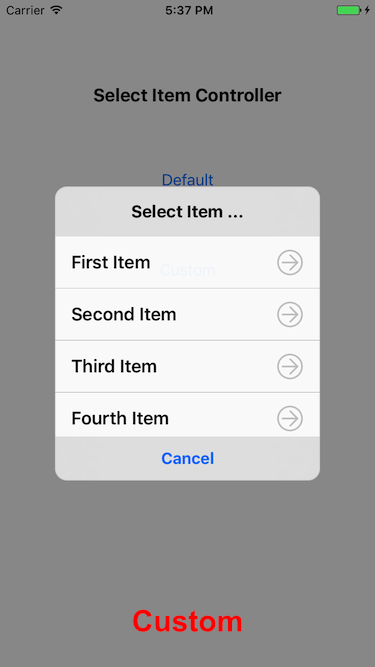 Carrier 5:37 PM
Select Item Controller
Default
Select Item ...
Custom
First Item
Second Item
Third Item
Fourth Item
Cancel
Custom